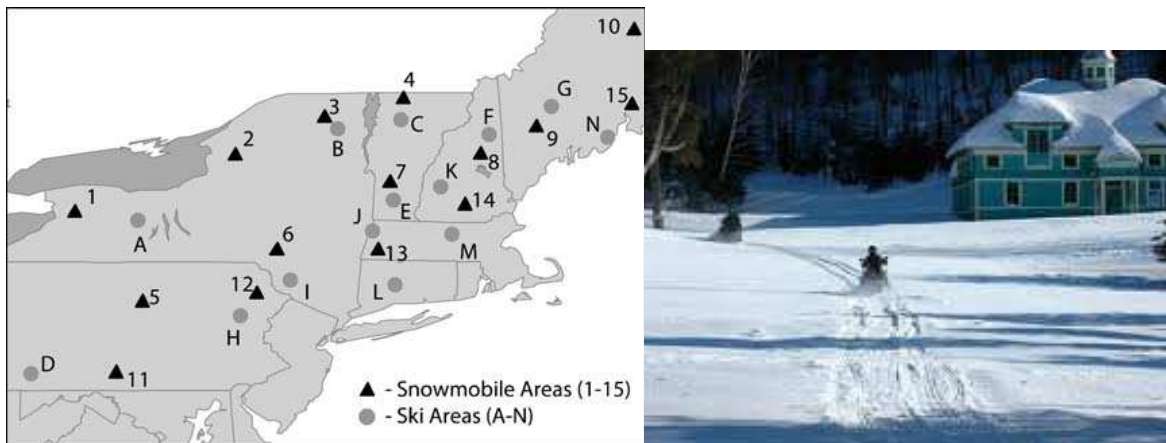 10
4
3
G
15
C
F
2
B
9
N
8
K
7
1
14
E
A
J
6
M
13
12
I
L
5
H
D
11
- Snowmobile Areas (1-15)
- Ski Areas (A-N)